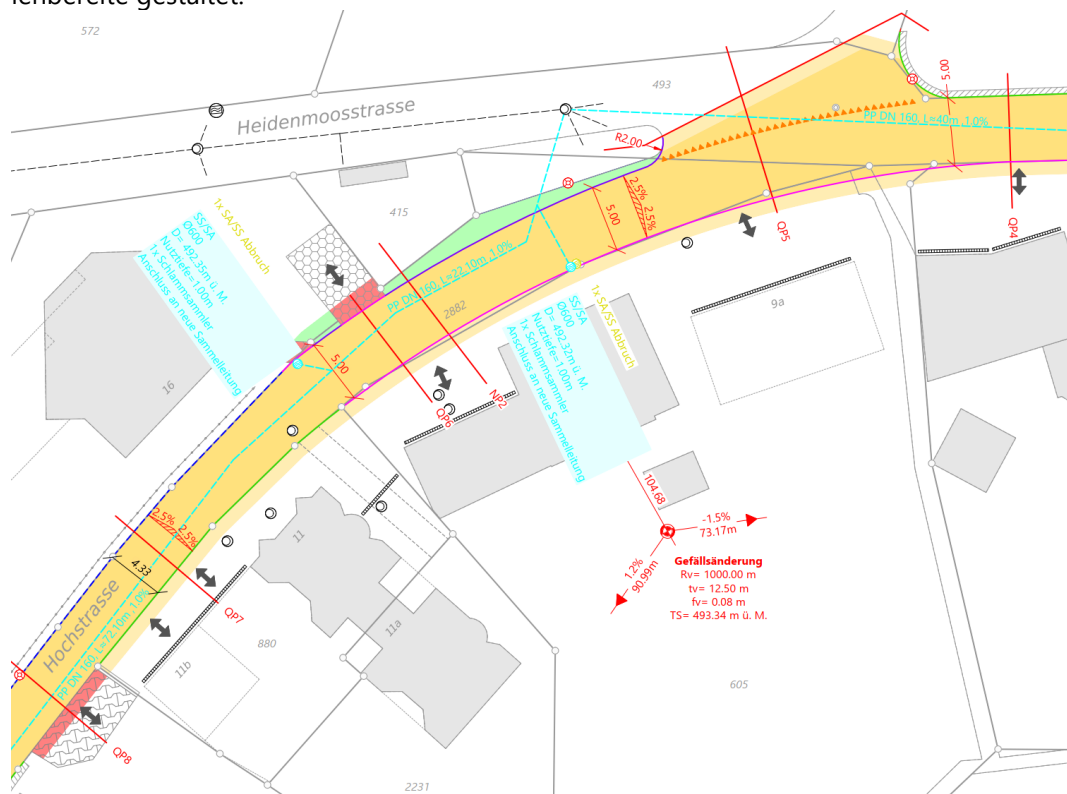 lenbereite gestaltet.
572
493
Heidenmoosstrasse
5.00
PP DN 160, L=40m ,1.0%
R2.00
415
2.5%
2.5%
5.00
QP5
QP4
1x SA/SS Abbruch
SS/SA
Ø600
D= 492.35m ü. M.
Nutztiefe=1.00m
1x Schlammsammler
Anschluss an neue Sammelleitung
PP DN 160, L=22.10m ,1.0%
2882
9a
1x SA/SS Abbruch
SS/SA
Ø600
D= 492.32m ü. M.
Nutztiefe=1.00m
1x Schlammsammler
Anschluss an neue Sammelleitung
5.00
16
QP6
NP2
104.68
-1.5%
73.17m
1.2%
90.99m
Gefällsänderung
Rv= 1000.00 m
tv= 12.50 m
fv= 0.08 m
TS= 493.34 m ü. M.
2.5%
2.5%
11
4.33
Hochstrasse
QP7
PP DN 160, L=72.10m ,1.0%
11a
880
11b
605
QP8
2231